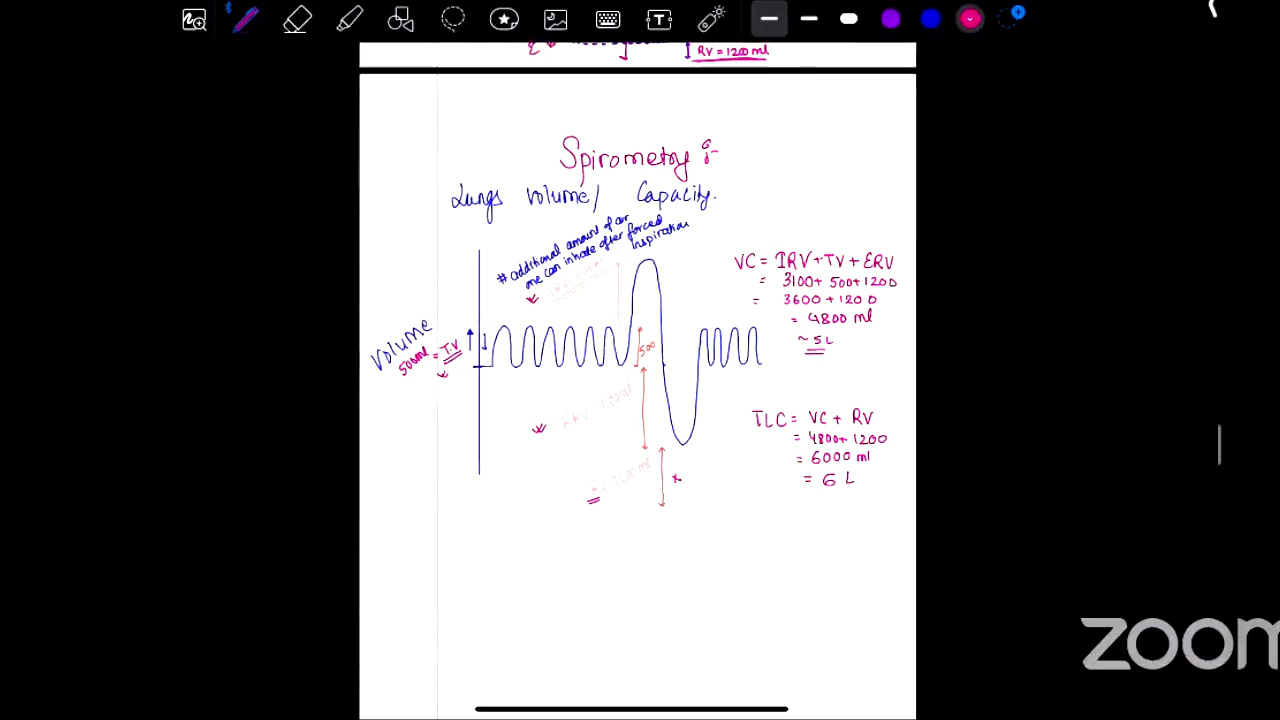 RV = 1200 ml
Spirometry :-
Lungs volume / Capacity.
# additional amount of air
one can inhale after forced
inspiration
VC = IRV + TV + ERV
= 3100 + 500 + 1200
= 3600 + 1200
= 4800 ml
~ 5 L
Volume
500ml = T.V
500
TLC = VC + RV
= 4800 + 1200
= 6000 ml
= 6 L
zoom